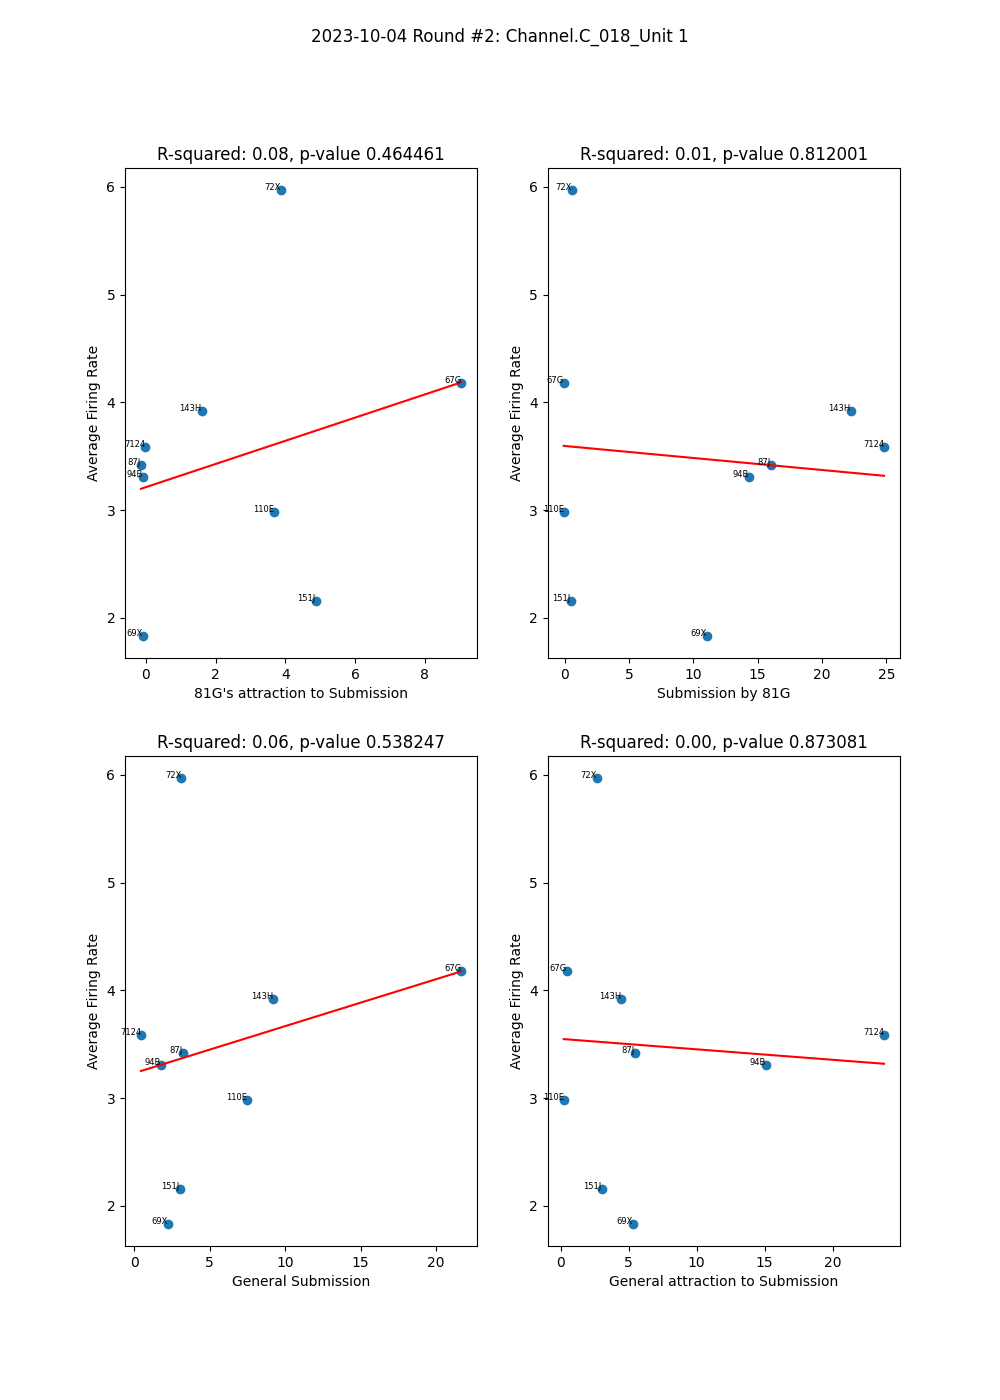 2023-10-04 Round #2: Channel.C_018_Unit 1
R-squared: 0.08, p-value 0.464461
6
5
4
3
2
Average Firing Rate
72X
67G
143H
7124
87J
94B
110E
151J
69X
0 2 4 6 8
81G's attraction to Submission
R-squared: 0.01, p-value 0.812001
6
5
4
3
2
Average Firing Rate
72X
67G
143H
7124
87J
94B
110E
151J
69X
0 5 10 15 20 25
Submission by 81G
R-squared: 0.06, p-value 0.538247
6
5
4
3
2
Average Firing Rate
72X
67G
143H
7124
87J
94B
110E
151J
69X
0 5 10 15 20
General Submission
R-squared: 0.00, p-value 0.873081
6
5
4
3
2
Average Firing Rate
72X
67G
143H
7124
87J
94B
110E
151J
69X
0 5 10 15 20
General attraction to Submission